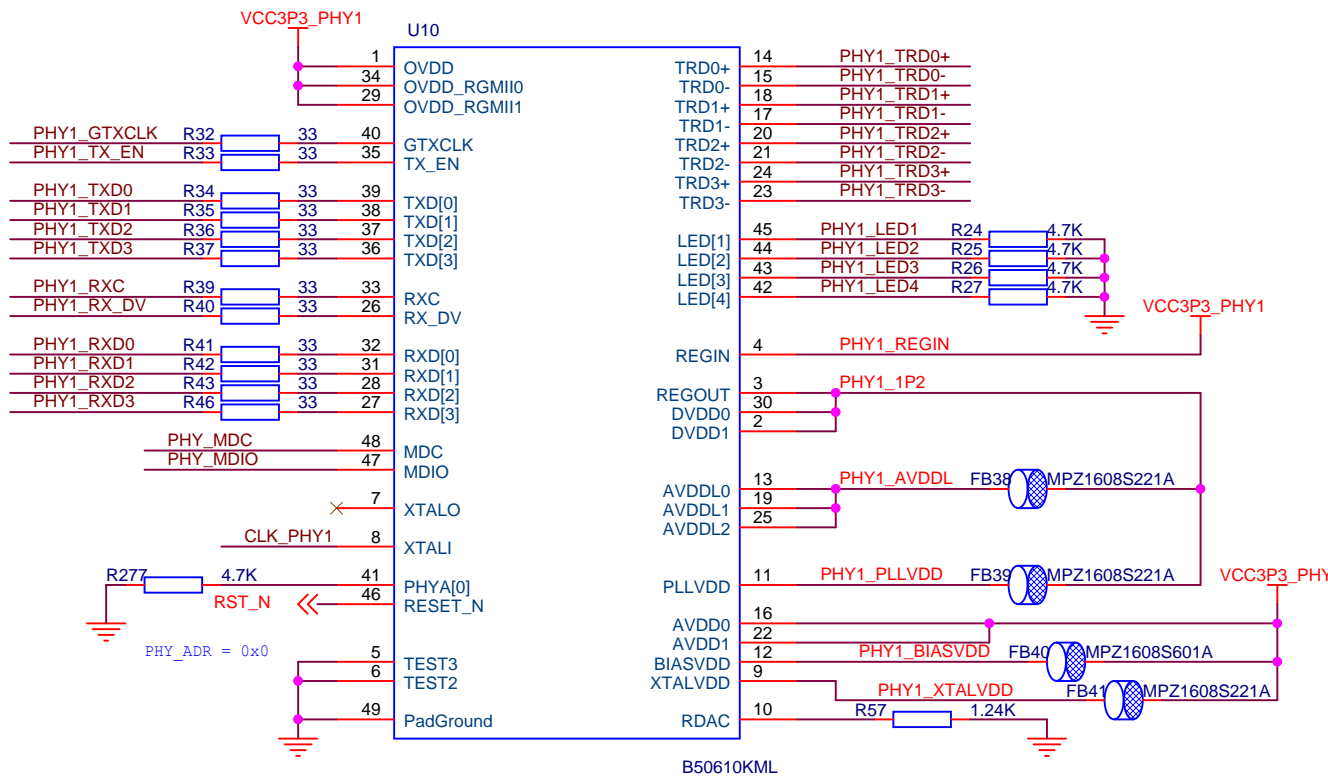 VCC3P3_PHY1
U10
1 OVDD
34 OVDD_RGMII0
29 OVDD_RGMII1
PHY1_GTXCLK R32 33 40 GTXCLK
PHY1_TX_EN R33 33 35 TX_EN
PHY1_TXD0 R34 33 39 TXD[0]
PHY1_TXD1 R35 33 38 TXD[1]
PHY1_TXD2 R36 33 37 TXD[2]
PHY1_TXD3 R37 33 36 TXD[3]
PHY1_RXC R39 33 33 RXC
PHY1_RX_DV R40 33 26 RX_DV
PHY1_RXD0 R41 33 32 RXD[0]
PHY1_RXD1 R42 33 31 RXD[1]
PHY1_RXD2 R43 33 28 RXD[2]
PHY1_RXD3 R46 33 27 RXD[3]
PHY_MDC 48 MDC
PHY_MDIO 47 MDIO
7 XTALO
CLK_PHY1 8 XTALI
R277 4.7K 41 PHYA[0]
RST_N 46 RESET_N
PHY_ADR = 0x0
5 TEST3
6 TEST2
49 PadGround
TRD0+ 14 PHY1_TRD0+
TRD0- 15 PHY1_TRD0-
TRD1+ 18 PHY1_TRD1+
TRD1- 17 PHY1_TRD1-
TRD2+ 20 PHY1_TRD2+
TRD2- 21 PHY1_TRD2-
TRD3+ 24 PHY1_TRD3+
TRD3- 23 PHY1_TRD3-
LED[1] 45 PHY1_LED1 R24 4.7K
LED[2] 44 PHY1_LED2 R25 4.7K
LED[3] 43 PHY1_LED3 R26 4.7K
LED[4] 42 PHY1_LED4 R27 4.7K
VCC3P3_PHY1
REGIN 4 PHY1_REGIN
REGOUT 3 PHY1_1P2
DVDD0 30
DVDD1 2
AVDDL0 13 PHY1_AVDDL FB38 MPZ1608S221A
AVDDL1 19
AVDDL2 25
PLLVDD 11 PHY1_PLLVDD FB39 MPZ1608S221A
VCC3P3_PHY
AVDD0 16
AVDD1 22
BIASVDD 12 PHY1_BIASVDD FB40 MPZ1608S601A
XTALVDD 9 PHY1_XTALVDD FB41 MPZ1608S221A
RDAC 10 R57 1.24K
B50610KML